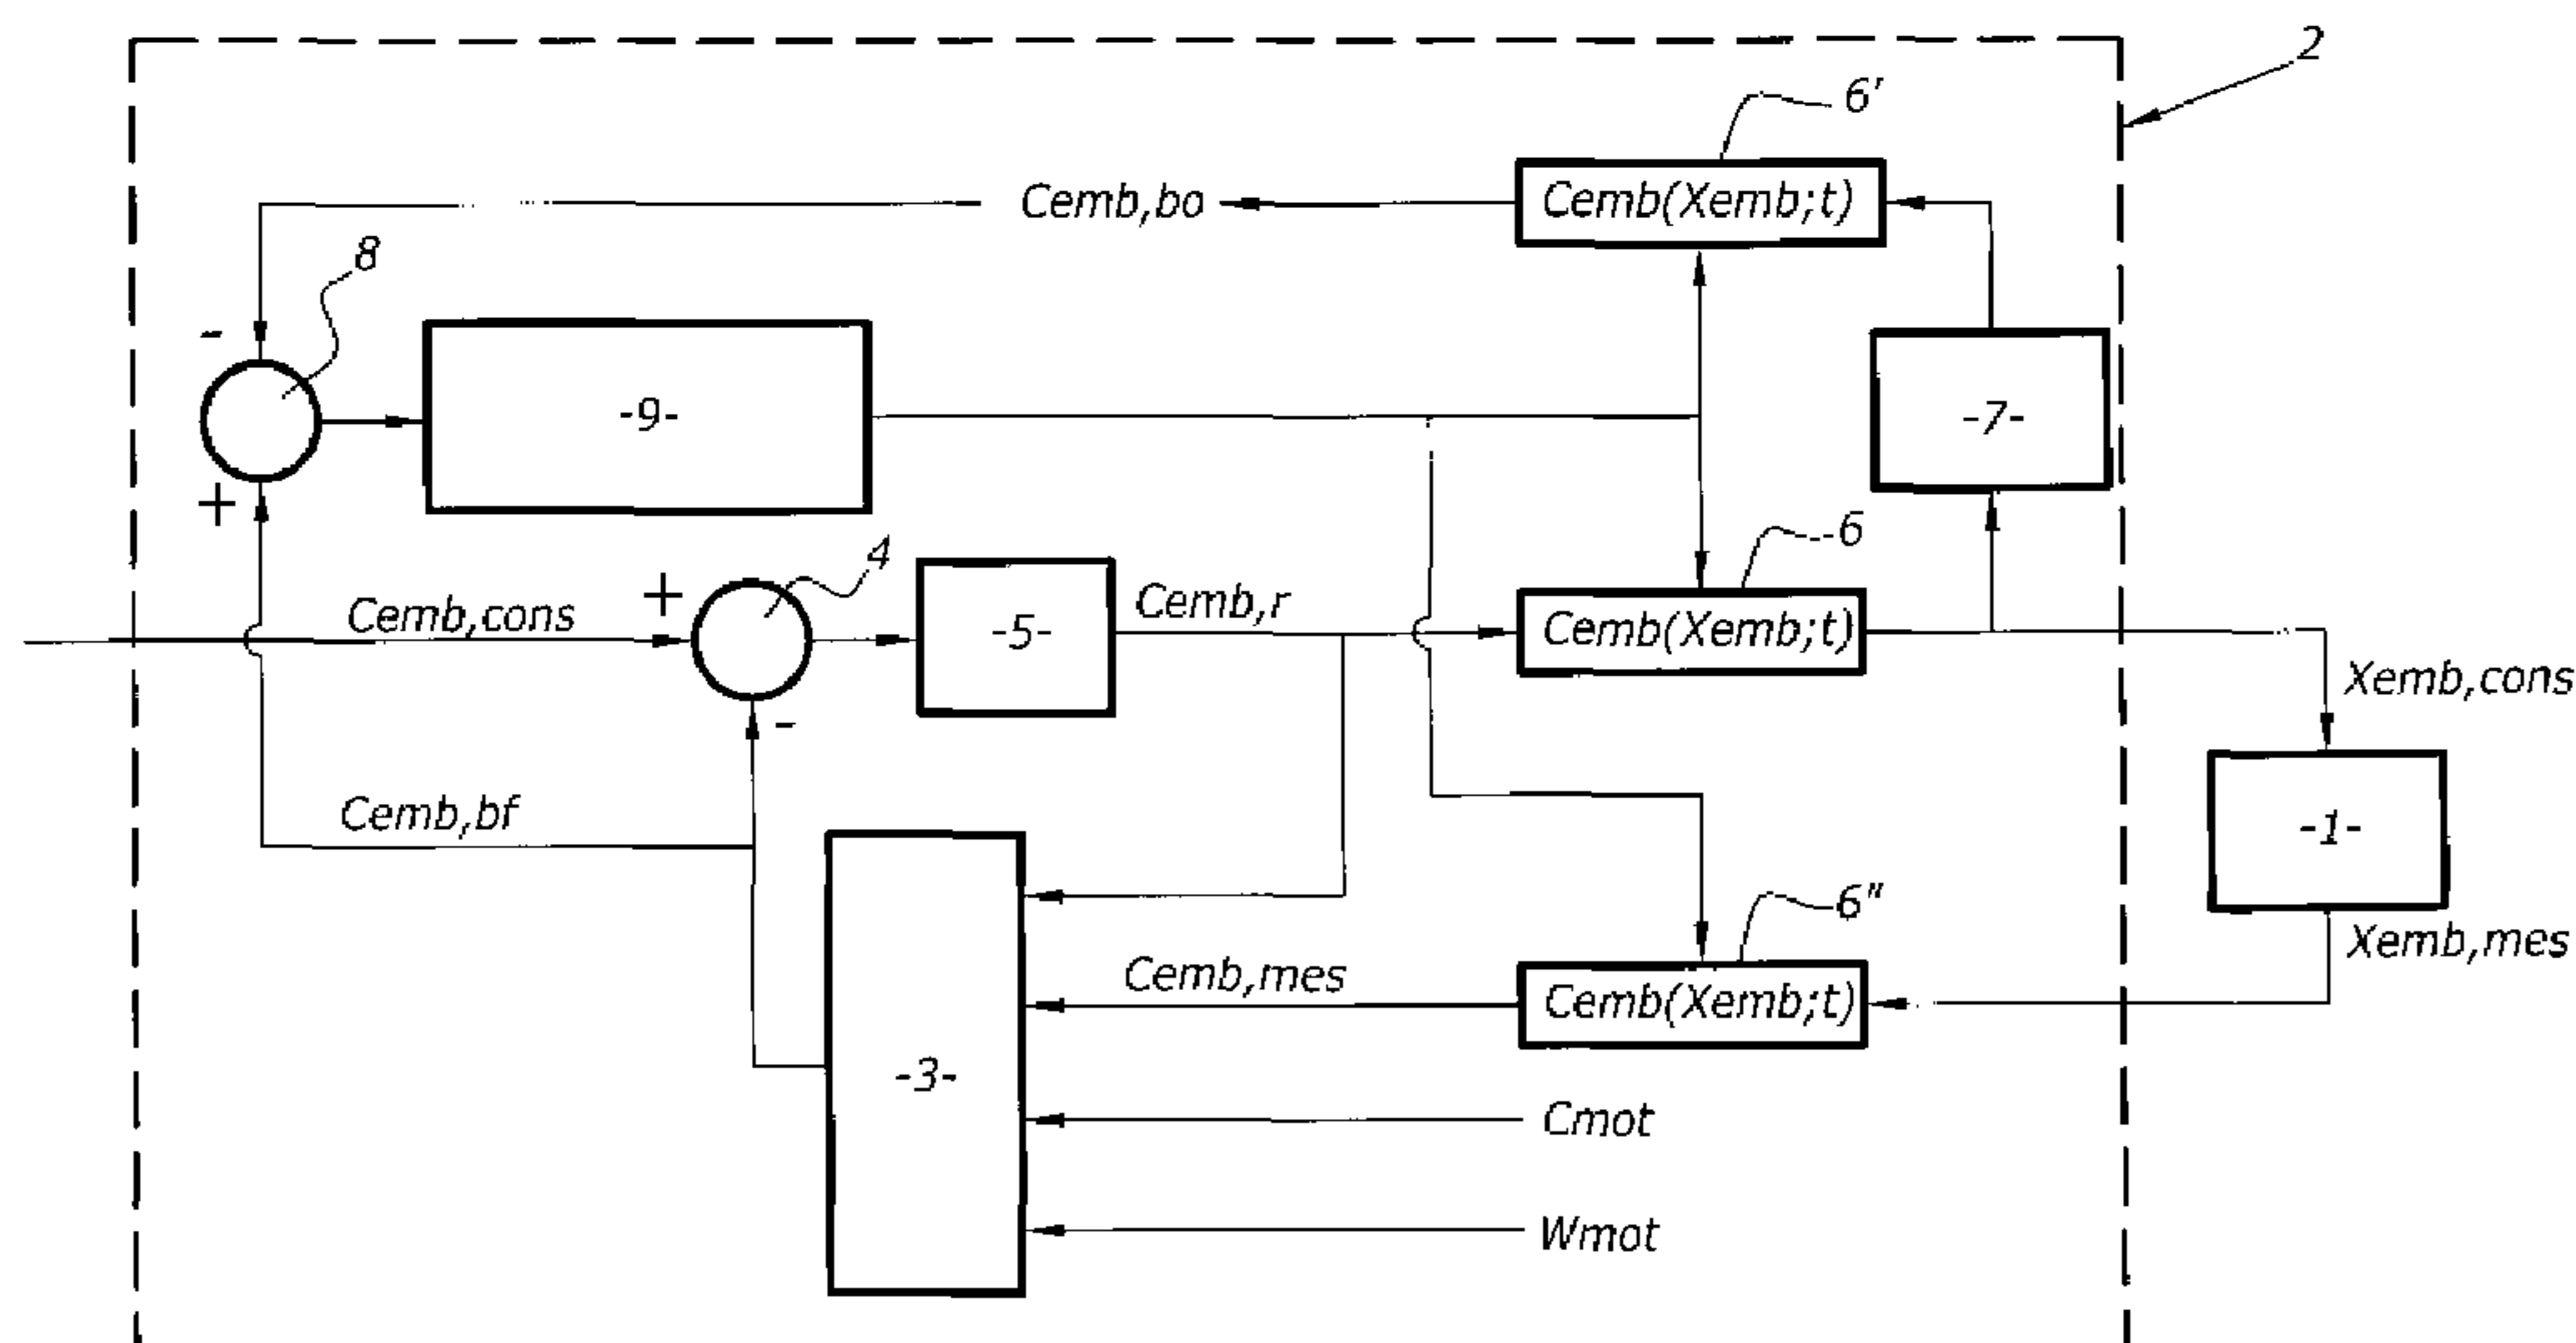 2
6'
Cemb,bo
Cemb(Xemb;t)
8
-
-9-
-7-
+
4
6
+
Cemb,cons
-5-
Cemb,r
Cemb(Xemb;t)
Xemb,cons
-
Cemb,bf
-1-
6"
Xemb,mes
Cemb,mes
Cemb(Xemb;t)
-3-
Cmot
Wmot